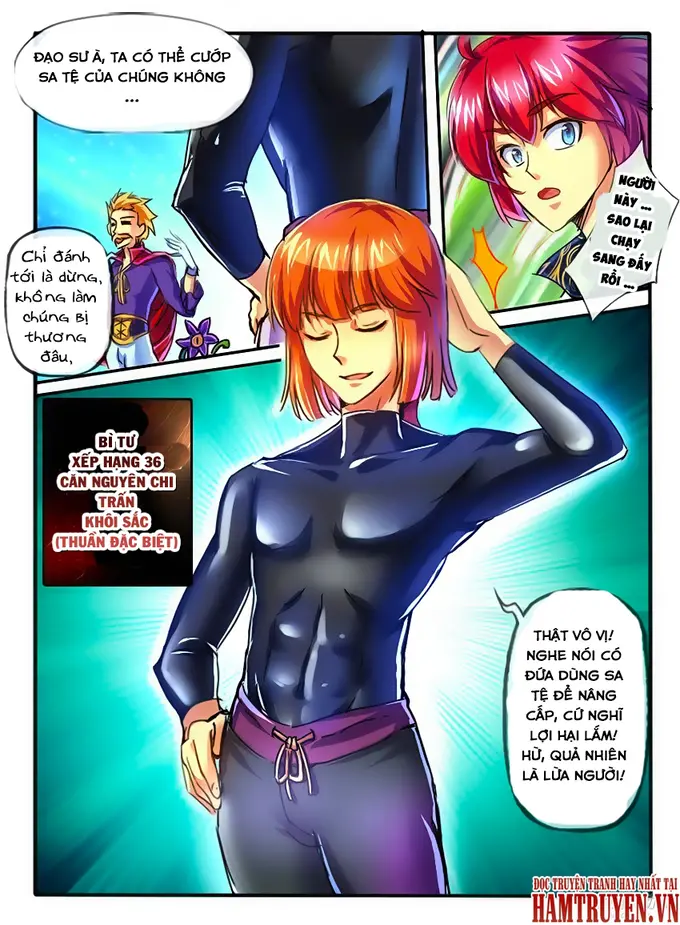 ĐẠO SƯ À, TA CÓ THỂ CƯỚP
SA TỆ CỦA CHÚNG KHÔNG
...
NGƯỜI
NÀY ...
SAO LẠI
CHẠY
SANG ĐẤY
RỒI ...
Chỉ đánh
tới là dừng,
không làm
chúng bị
thương
đâu,
BÌ TƯ
XẾP HẠNG 36
CĂN NGUYÊN CHI
TRẤN
KHÔI SẮC
(THUẦN ĐẶC BIỆT)
THẬT VÔ VỊ!
NGHE NÓI CÓ
ĐỨA DÙNG SA
TỆ ĐỂ NÂNG
CẤP, CỨ NGHĨ
LỢI HẠI LẮM!
HỪ, QUẢ NHIÊN
LÀ LỪA NGƯỜI!
ĐỌC TRUYỆN TRANH HAY NHẤT TẠI
HAMTRUYEN.VN